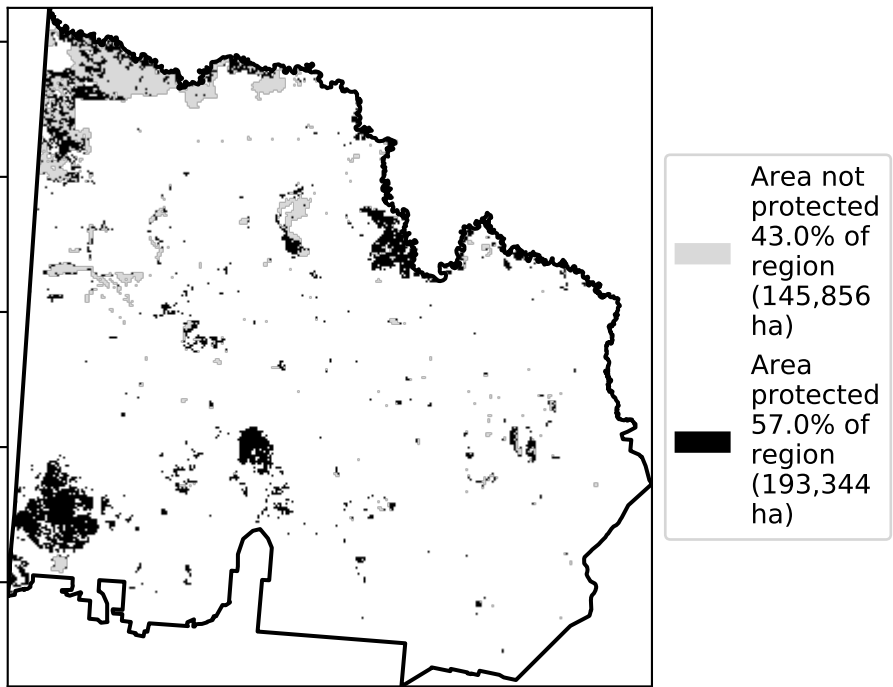 Area not
protected
43.0% of
region
(145,856
ha)
Area
protected
57.0% of
region
(193,344
ha)